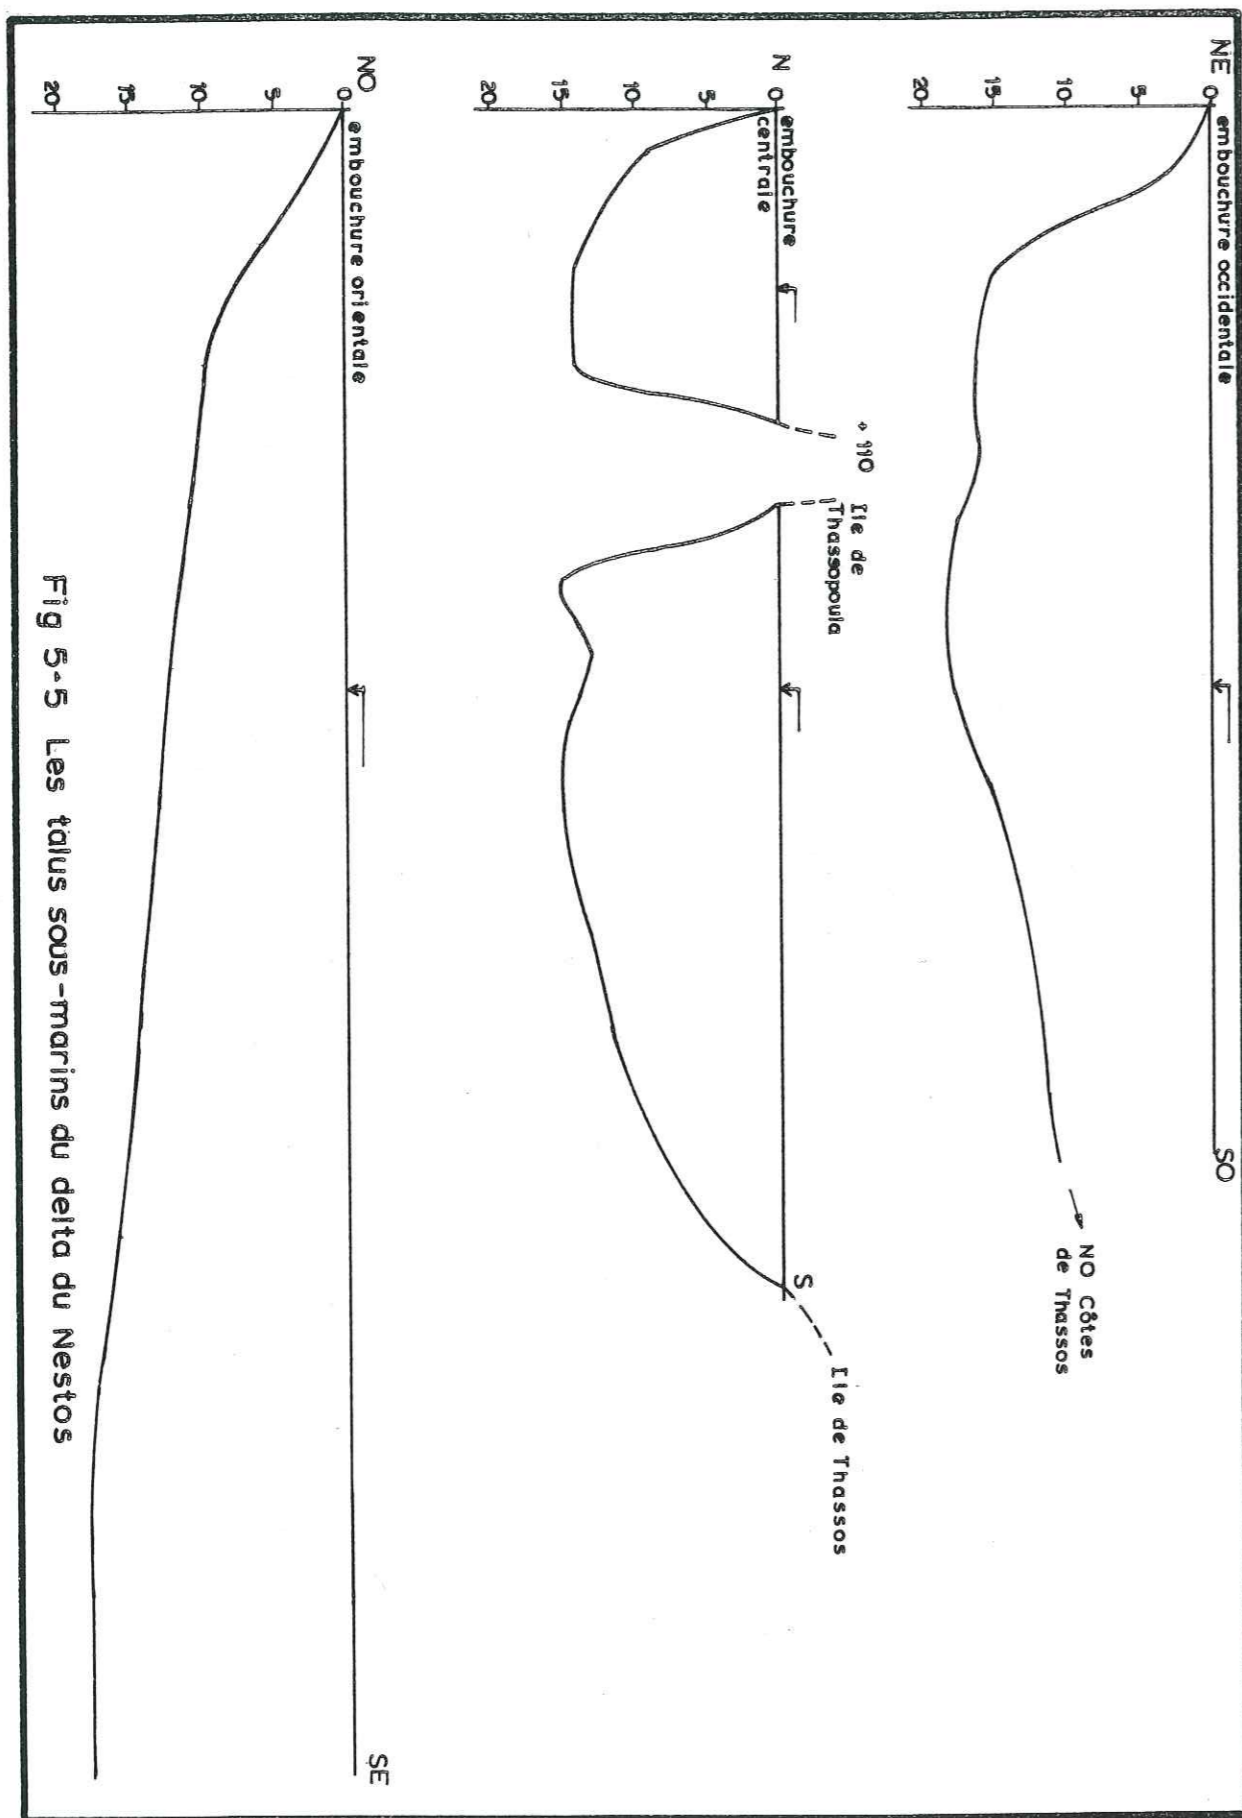 NE
SO
0
5
10
15
20
embouchure occidentale
NO Côtes
de Thassos
N
S
0
5
10
15
20
embouchure
centrale
+ 110
Ile de
Thassopoula
Ile de Thassos
NO
SE
0
5
10
15
20
embouchure orientale
Fig 5-5 Les talus sous-marins du delta du Nestos